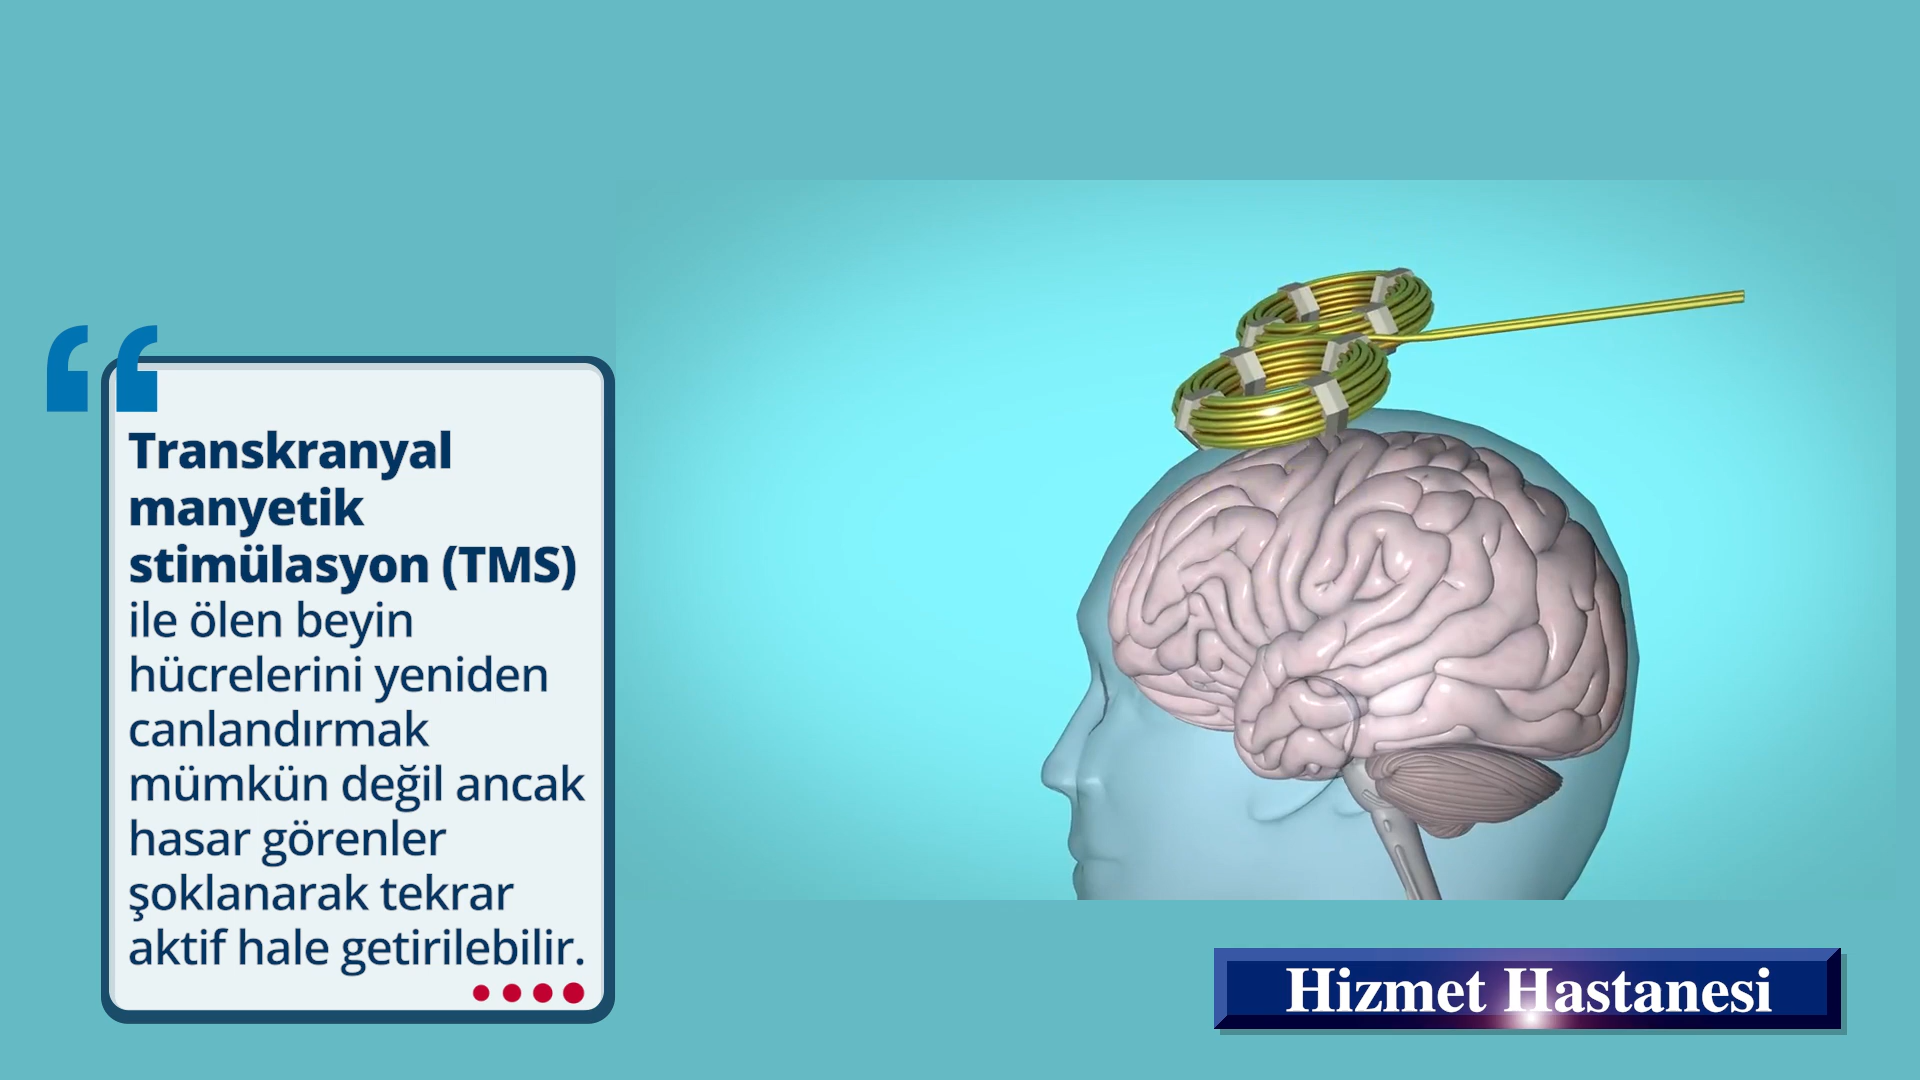 Transkranyal
manyetik
stimülasyon (TMS)
ile ölen beyin
hücrelerini yeniden
canlandırmak
mümkün değil ancak
hasar görenler
şoklanarak tekrar
aktif hale getirilebilir.
Hizmet Hastanesi